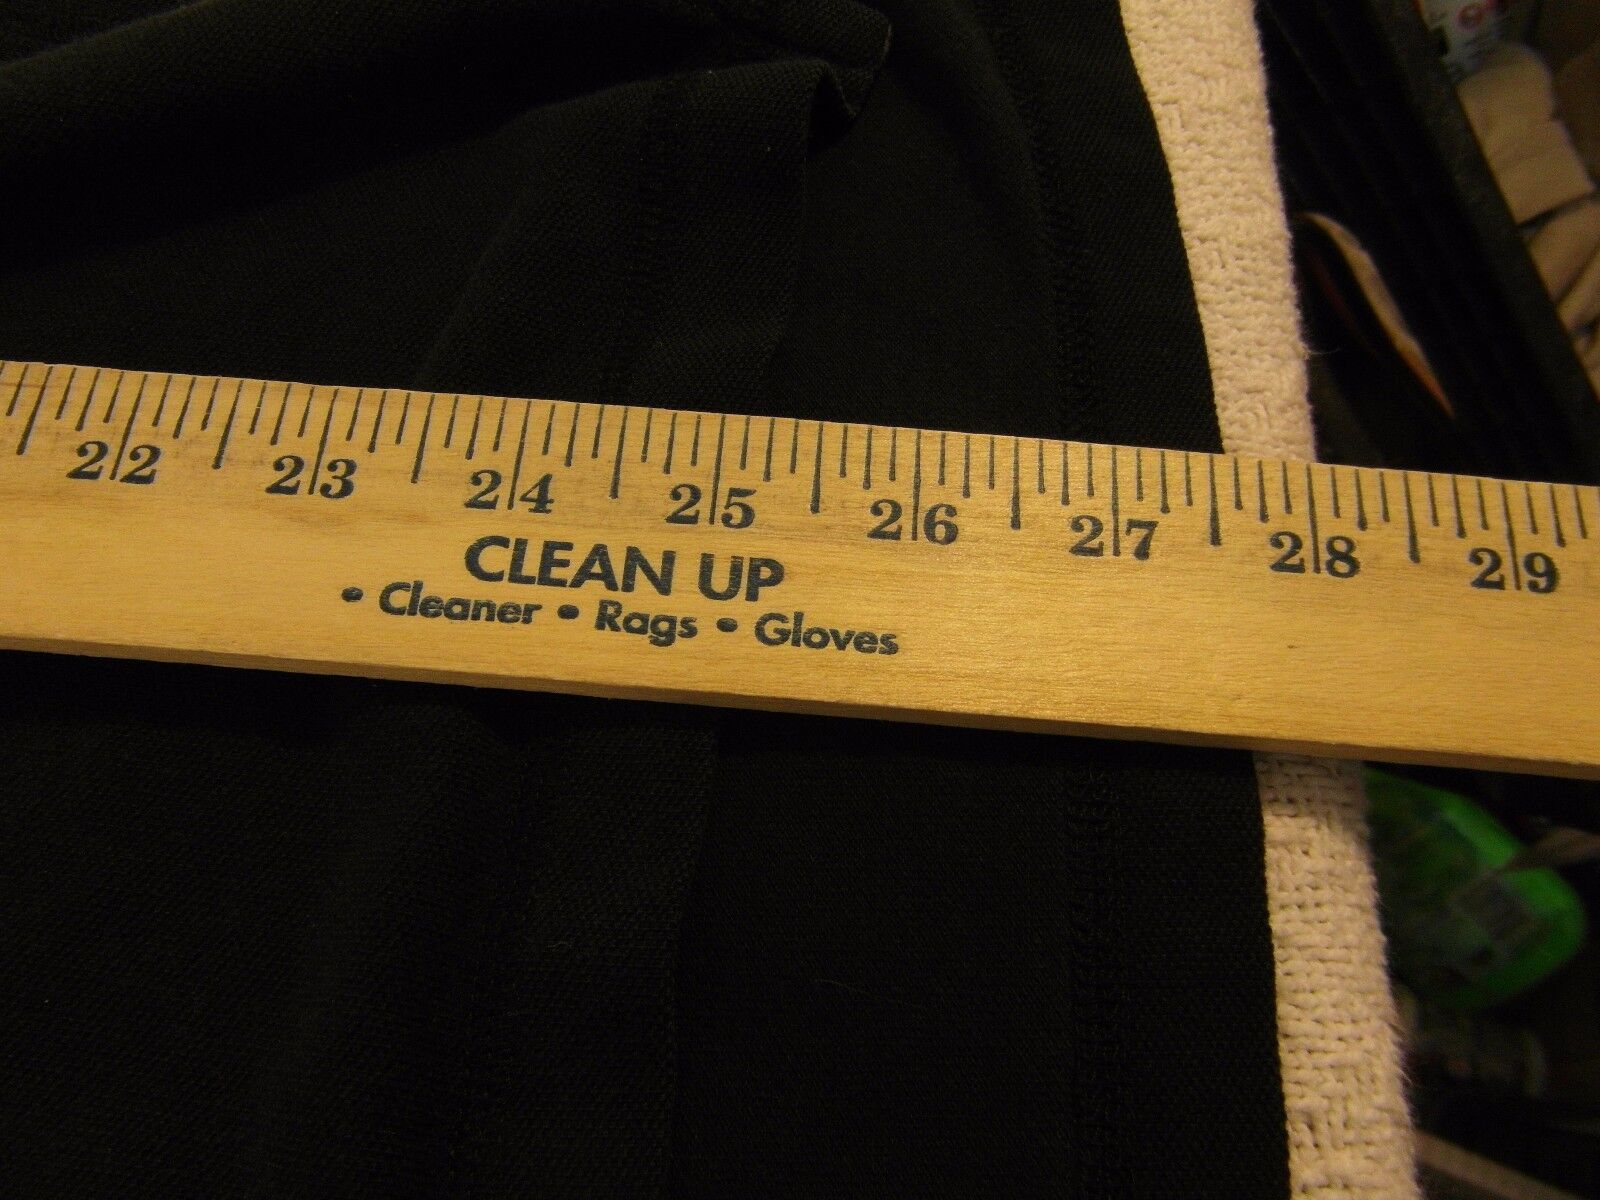 22 23 24 25 26 27 28 29
CLEAN UP
• Cleaner • Rags • Gloves